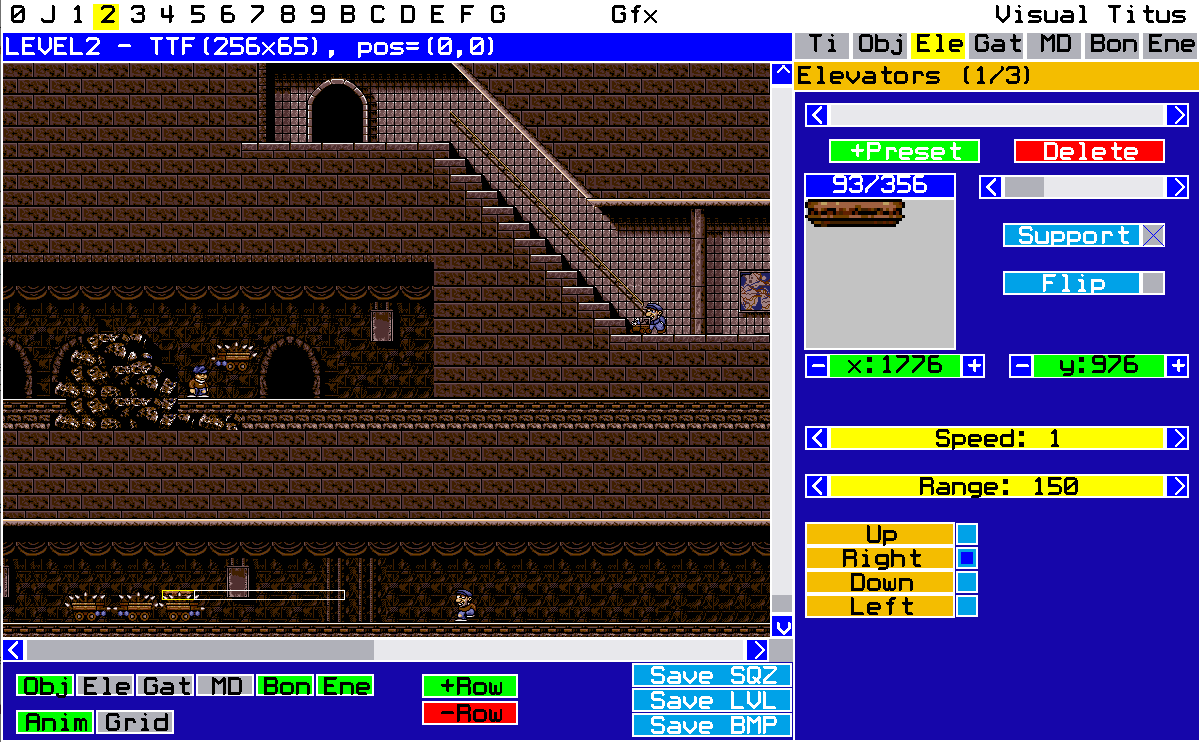 0 J 1 2 3 4 5 6 7 8 9 B C D E F G Gfx Visual Titus
LEVEL2 - TTF(256x65), pos=(0,0)
Ti Obj Ele Gat MD Bon Ene
Elevators (1/3)
< >
+Preset Delete
93/356
< >
Support
Flip
- x:1776 + - y:976 +
< Speed: 1 >
< Range: 150 >
Up
Right
Down
Left
< >
Obj Ele Gat MD Bon Ene
Anim Grid
+Row
-Row
Save SQZ
Save LVL
Save BMP